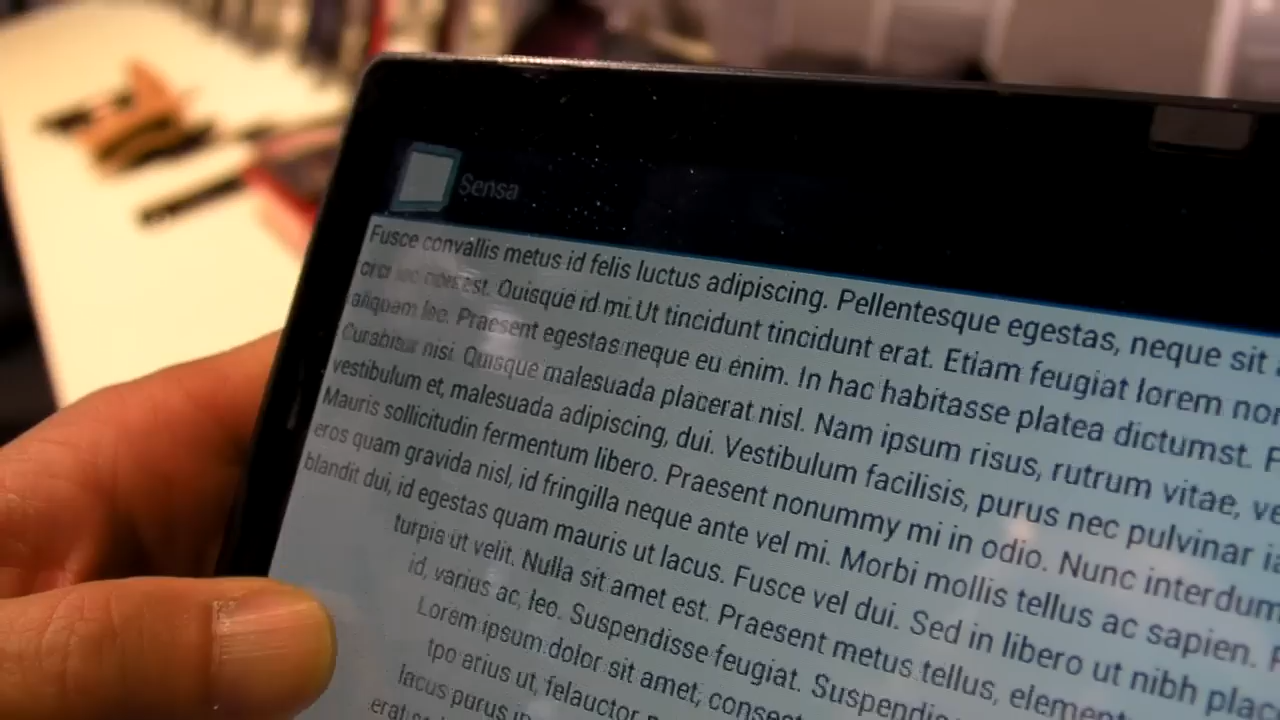 Sensa
Fusce convallis metus id felis luctus adipiscing. Pellentesque egestas, neque sit
orci est. Quisque id mi.Ut tincidunt tincidunt erat. Etiam feugiat lorem non
aliquam leo. Praesent egestas neque eu enim. In hac habitasse platea dictumst.
Curabitur nisi. Quisque malesuada placerat nisl. Nam ipsum risus, rutrum vitae,
vestibulum et, malesuada adipiscing, dui. Vestibulum facilisis, purus nec pulvinar
Mauris sollicitudin fermentum libero. Praesent nonummy mi in odio. Nunc interdum
eros quam gravida nisl, id fringilla neque ante vel mi. Morbi mollis tellus ac sapien.
blandit dui, id egestas quam mauris ut lacus. Fusce vel dui. Sed in libero ut nibh
turpis ut velit. Nulla sit amet est. Praesent metus tellus,
id, varius ac, leo. Suspendisse feugiat.
Lorem ipsum dolor sit amet,
tpo arius ut, felauctor
lacus purus